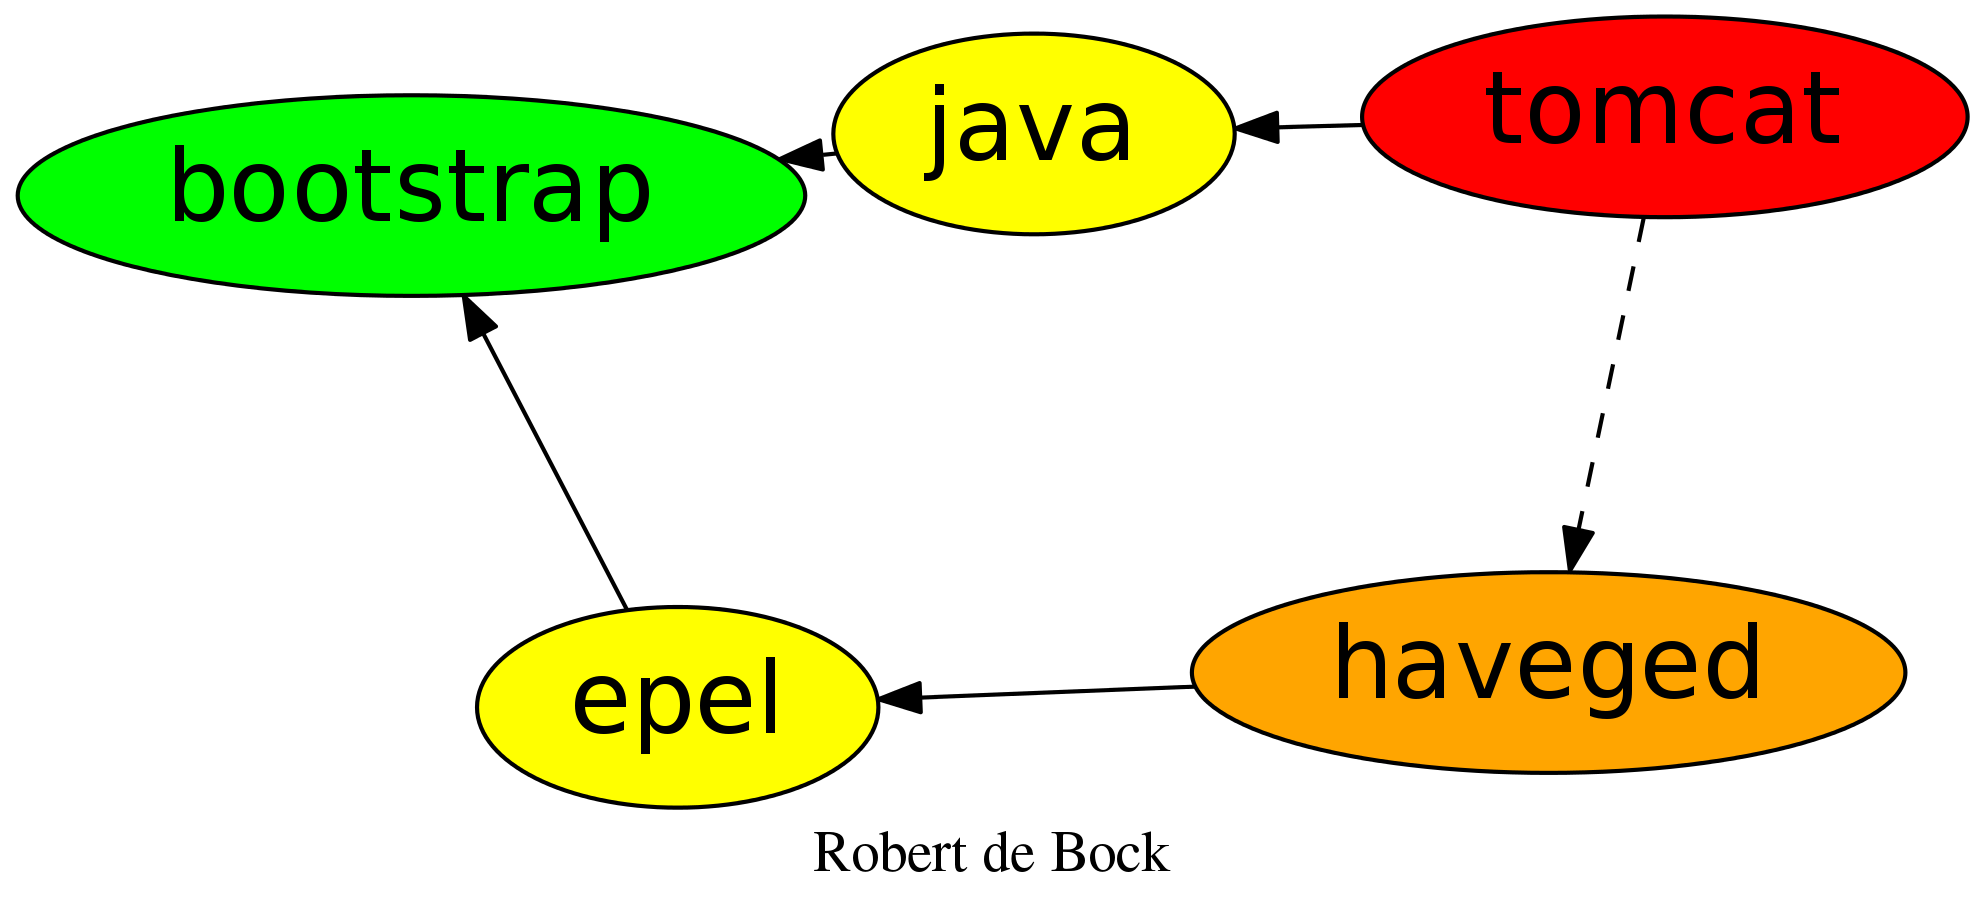 tomcat
java
bootstrap
haveged
epel
Robert de Bock